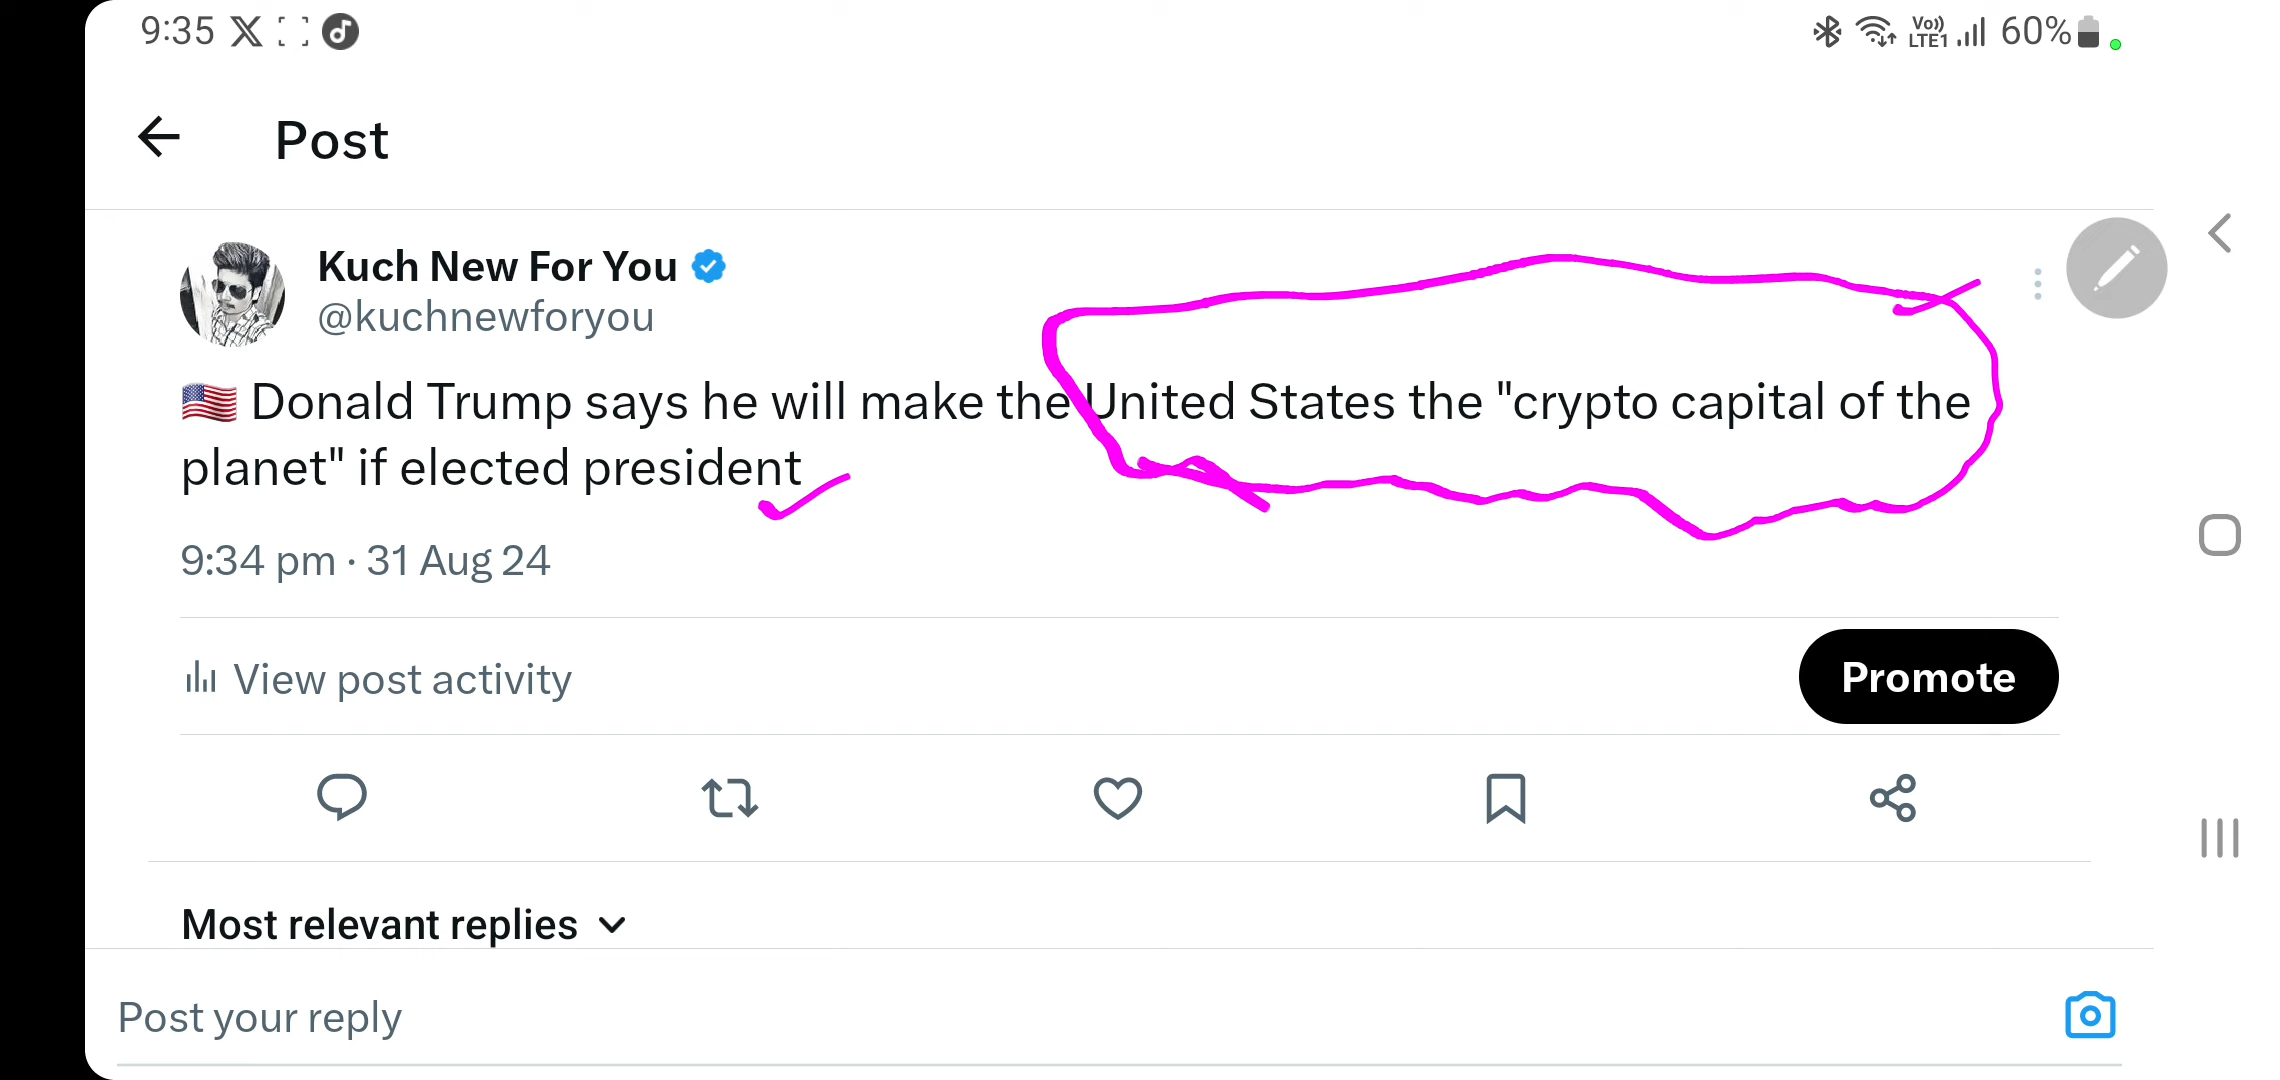 9:35
Vo))
LTE1
60%
Post
Kuch New For You
@kuchnewforyou
🇺🇸 Donald Trump says he will make the United States the "crypto capital of the
planet" if elected president
9:34 pm · 31 Aug 24
View post activity
Promote
Most relevant replies
Post your reply